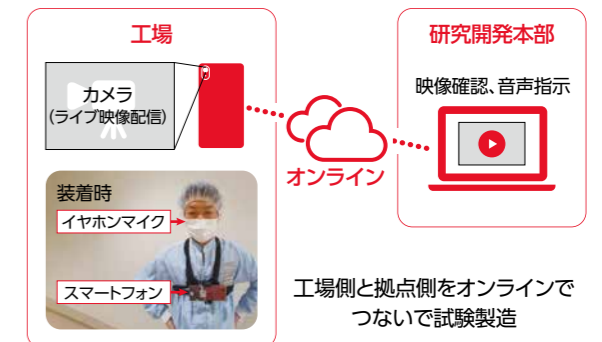 工場
カメラ
(ライブ映像配信)
オンライン
研究開発本部
映像確認、音声指示
装着時
イヤホンマイク
スマートフォン
工場側と拠点側をオンラインで
つないで試験製造